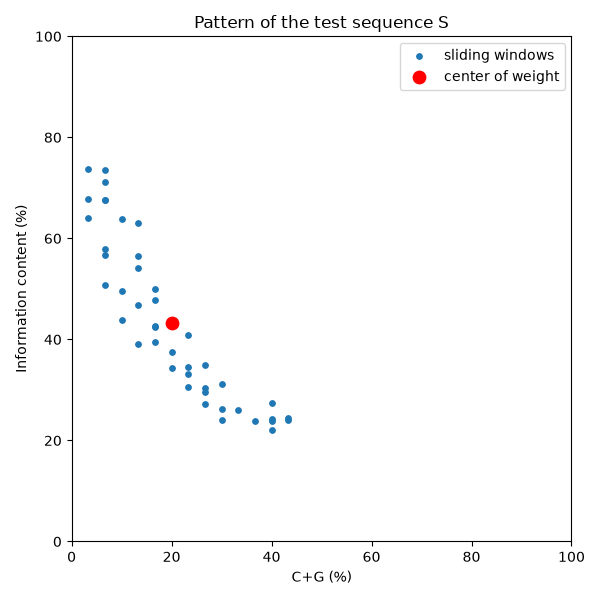 Pattern of the test sequence S
100
80
60
40
20
0
Information content (%)
sliding windows
center of weight
0 20 40 60 80 100
C+G (%)